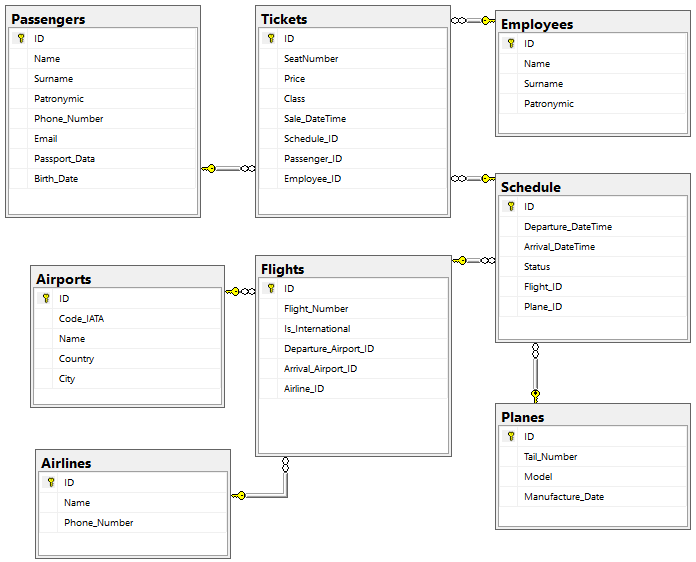 Passengers
ID
Name
Surname
Patronymic
Phone_Number
Email
Passport_Data
Birth_Date
Tickets
ID
SeatNumber
Price
Class
Sale_DateTime
Schedule_ID
Passenger_ID
Employee_ID
Employees
ID
Name
Surname
Patronymic
Schedule
ID
Departure_DateTime
Arrival_DateTime
Status
Flight_ID
Plane_ID
Airports
ID
Code_IATA
Name
Country
City
Flights
ID
Flight_Number
Is_International
Departure_Airport_ID
Arrival_Airport_ID
Airline_ID
Airlines
ID
Name
Phone_Number
Planes
ID
Tail_Number
Model
Manufacture_Date